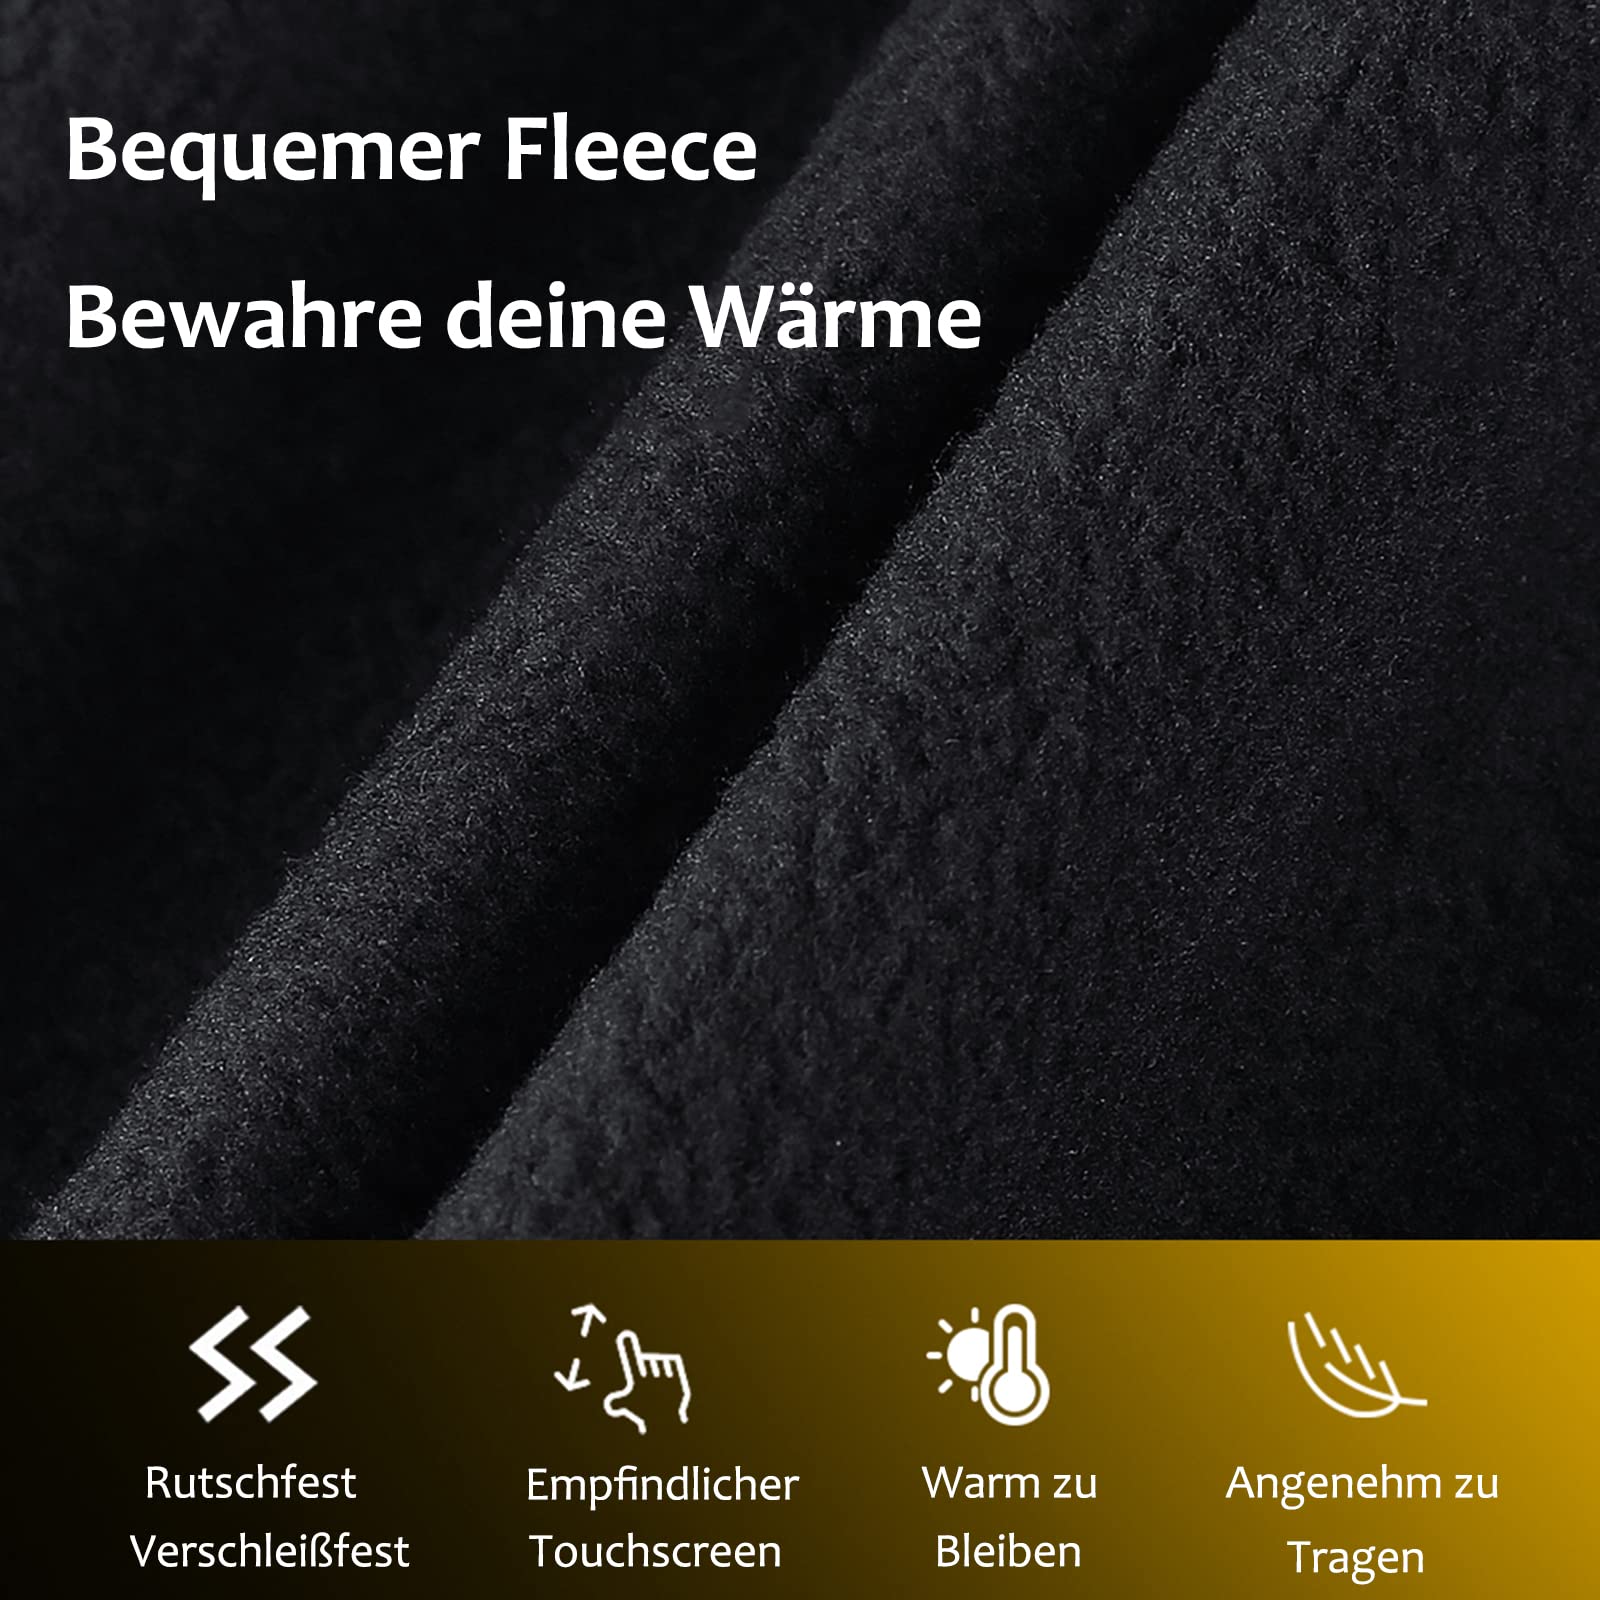 Bequemer Fleece
Bewahre deine Wärme
Rutschfest
Verschleißfest
Empfindlicher
Touchscreen
Warm zu
Bleiben
Angenehm zu
Tragen